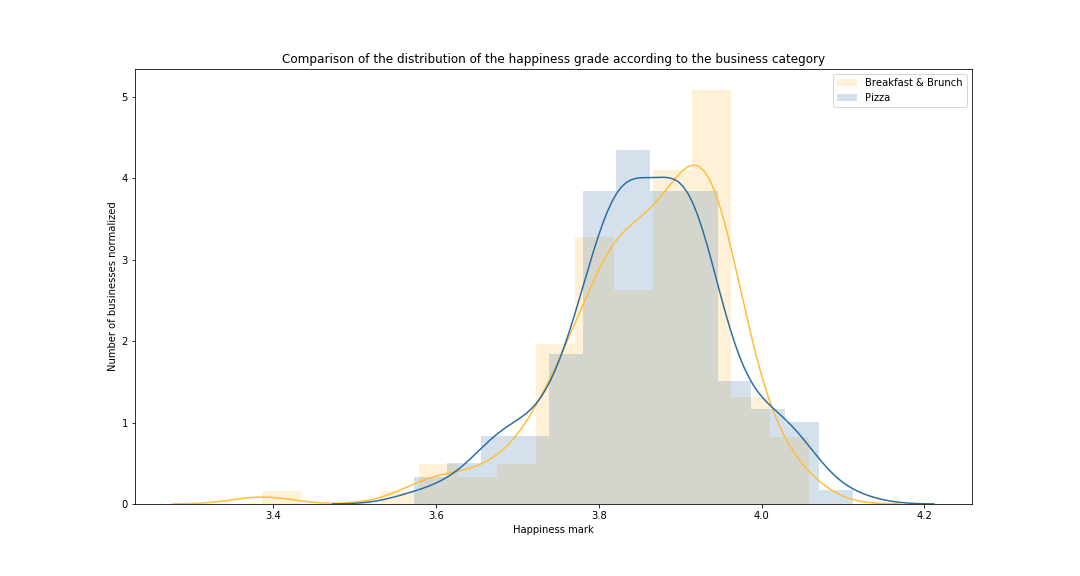 Comparison of the distribution of the happiness grade according to the business category
Breakfast & Brunch
Pizza
Number of businesses normalized
5
4
3
2
1
0
3.4 3.6 3.8 4.0 4.2
Happiness mark